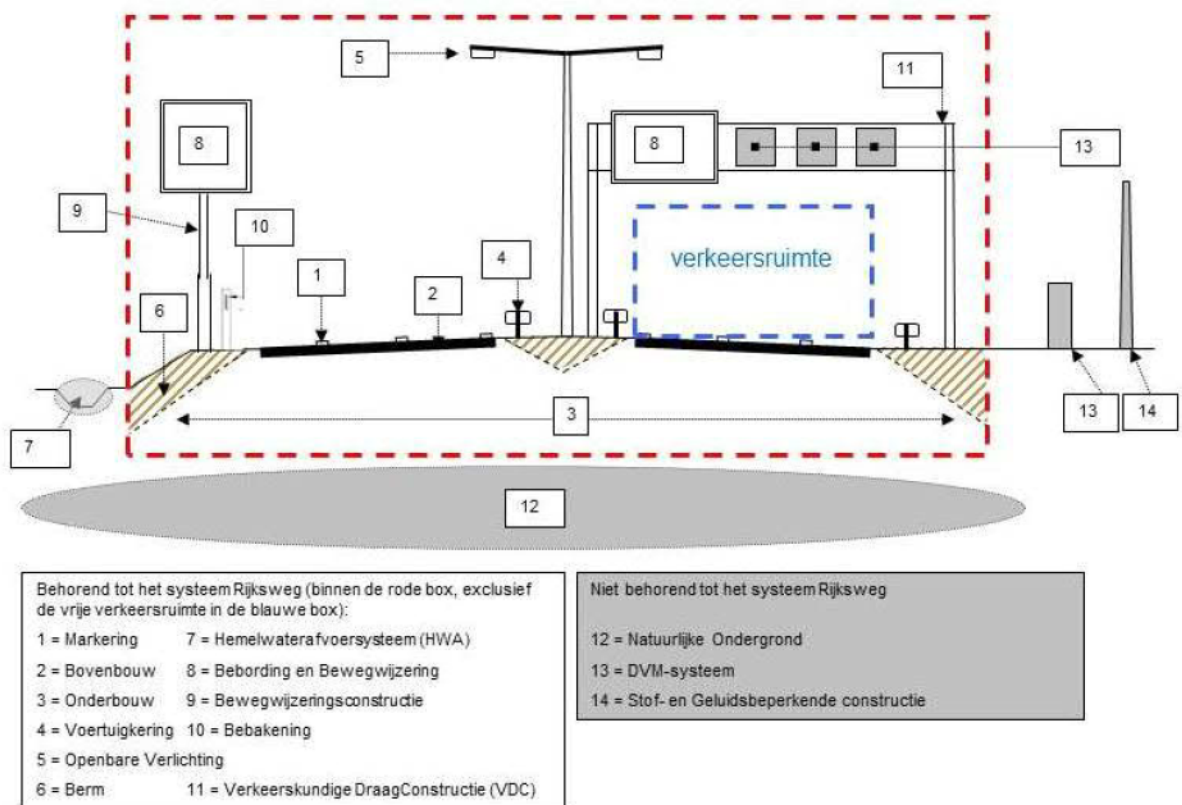 5
11
8
8
13
9
10
verkeersruimte
4
1
2
6
3
7
13
14
12
Behorend tot het systeem Rijksweg (binnen de rode box, exclusief
de vrije verkeersruimte in de blauwe box):
1 = Markering 7 = Hemelwaterafvoersysteem (HWA)
2 = Bovenbouw 8 = Bebording en Bewegwijzering
3 = Onderbouw 9 = Bewegwijzeringsconstructie
4 = Voertuigkering 10 = Bebakening
5 = Openbare Verlichting
6 = Berm 11 = Verkeerskundige DraagConstructie (VDC)
Niet behorend tot het systeem Rijksweg
12 = Natuurlijke Ondergrond
13 = DVM-systeem
14 = Stof- en Geluidsbeperkende constructie